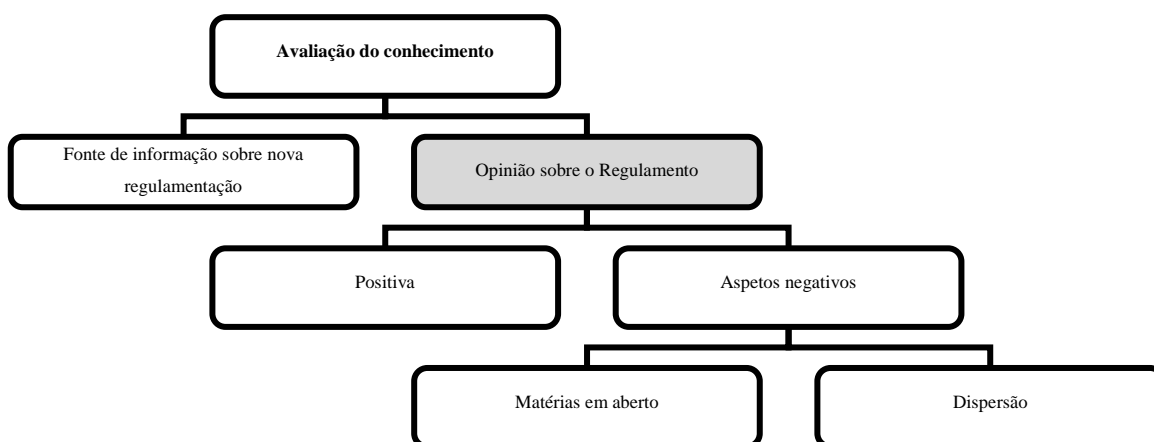 Avaliação do conhecimento
Fonte de informação sobre nova
regulamentação
Opinião sobre o Regulamento
Positiva
Aspetos negativos
Matérias em aberto
Dispersão